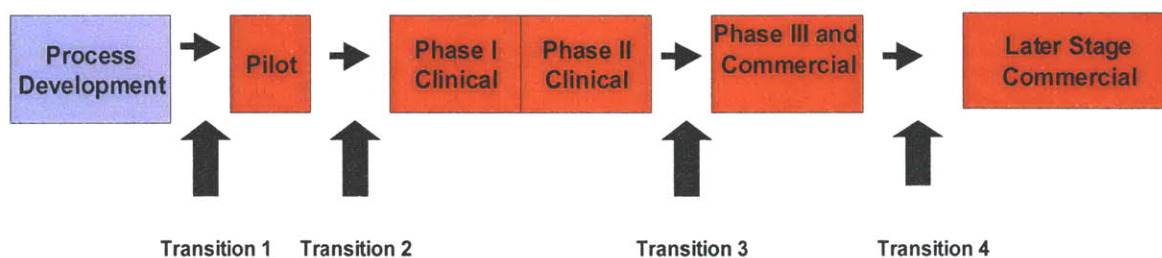 Process
Development
Pilot
Phase I
Clinical
Phase II
Clinical
Phase III and
Commercial
Later Stage
Commercial
Transition 1
Transition 2
Transition 3
Transition 4